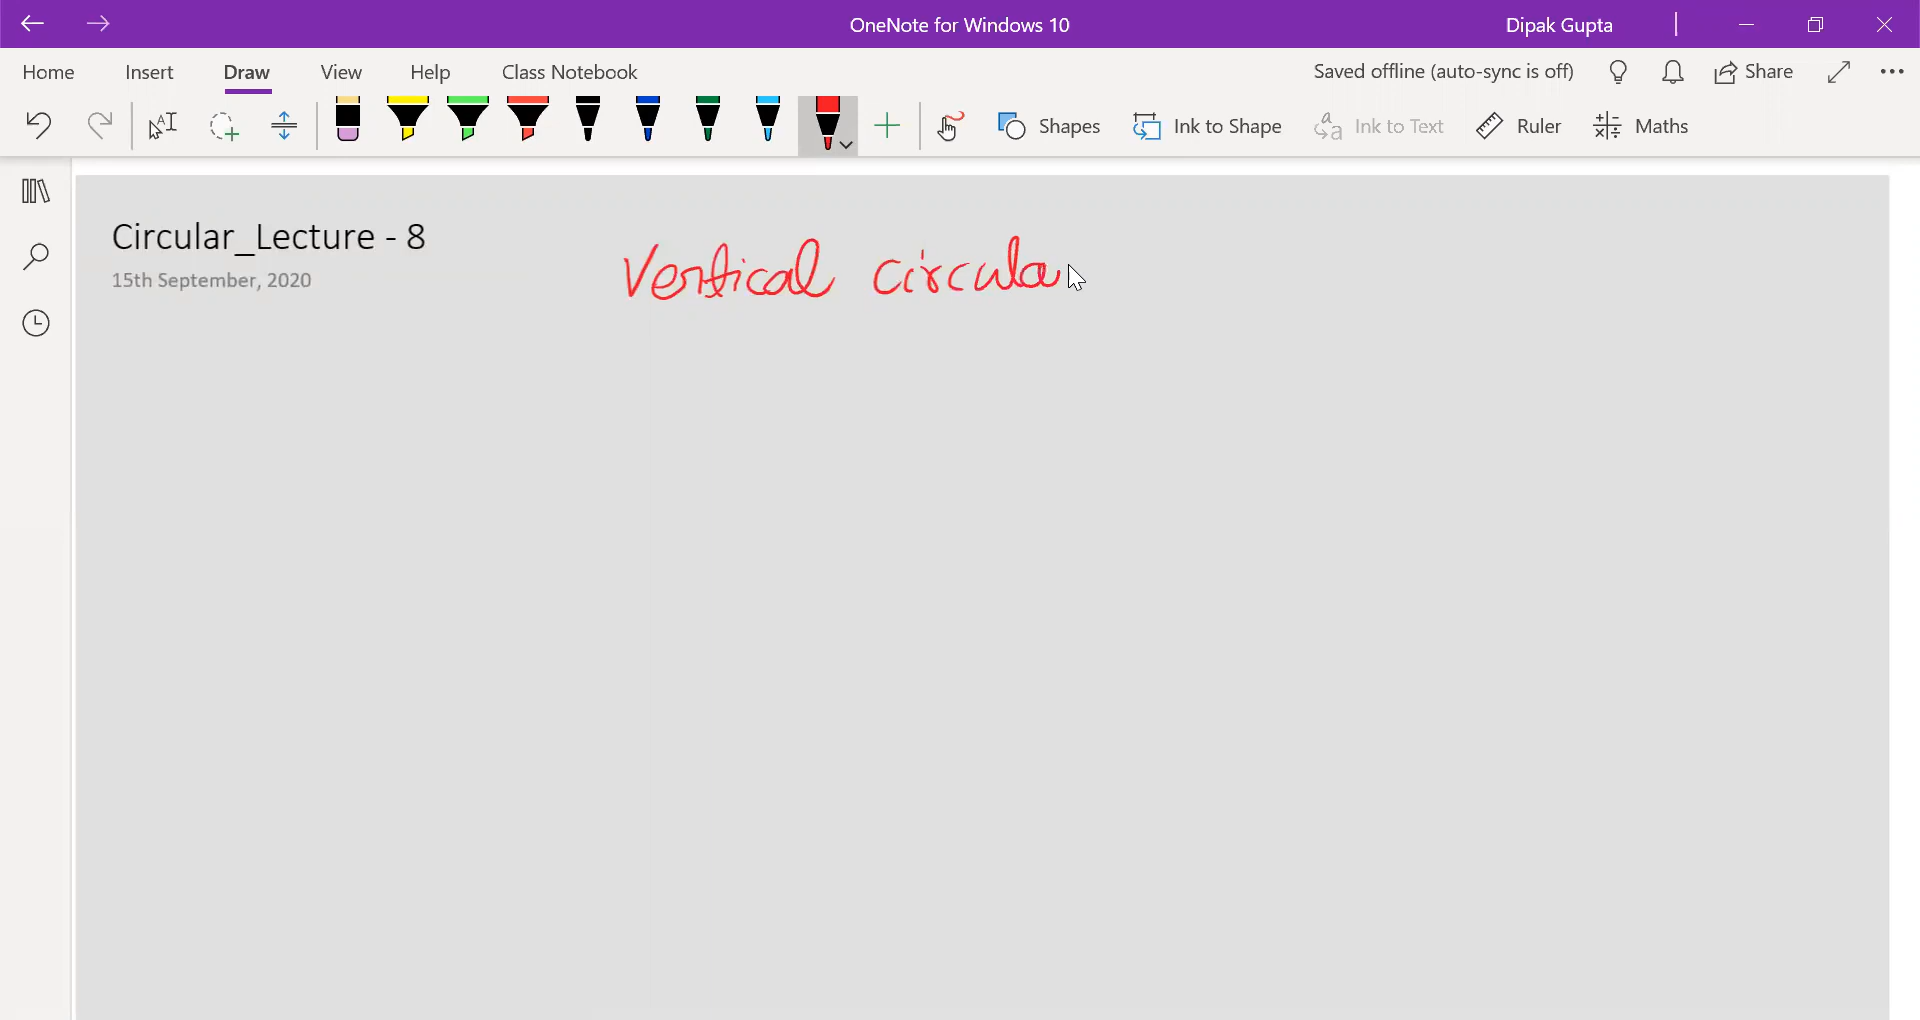 OneNote for Windows 10 Dipak Gupta
Home Insert Draw View Help Class Notebook Saved offline (auto-sync is off) Share
Shapes Ink to Shape Ink to Text Ruler Maths
Circular_Lecture - 8
15th September, 2020
Vertical circula